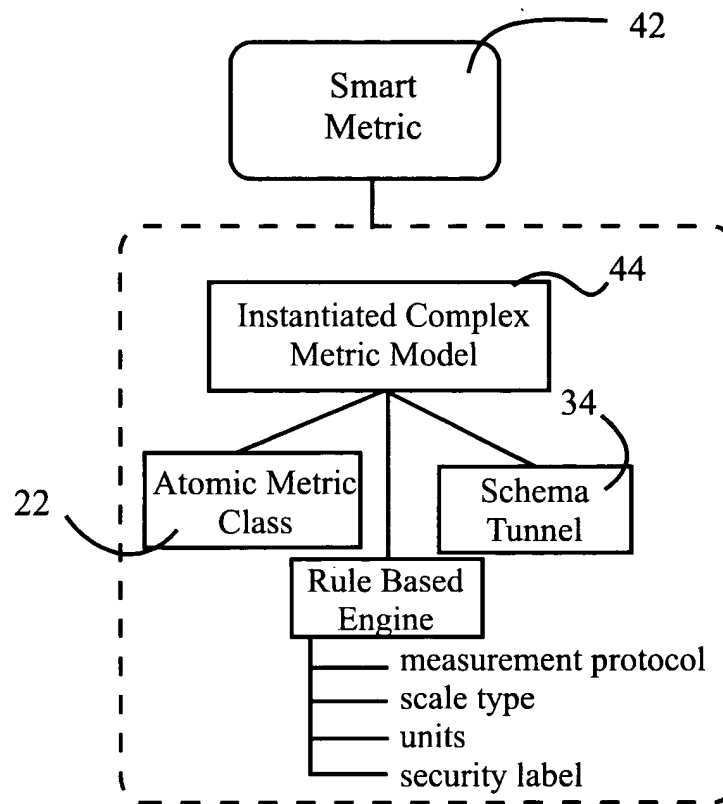 42
Smart
Metric
44
Instantiated Complex
Metric Model
34
Atomic Metric
Class
Schema
Tunnel
22
Rule Based
Engine
measurement protocol
scale type
units
security label